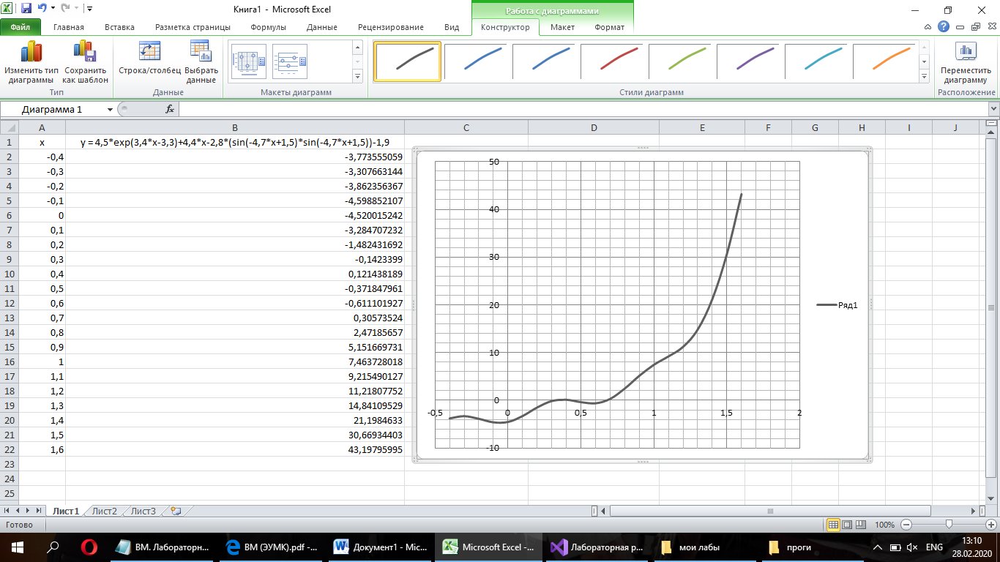 Книга1 - Microsoft Excel
Работа с диаграммами
Файл Главная Вставка Разметка страницы Формулы Данные Рецензирование Вид Конструктор Макет Формат
Изменить тип диаграммы
Сохранить как шаблон
Строка/столбец
Выбрать данные
Переместить диаграмму
Тип Данные Макеты диаграмм Стили диаграмм Расположение
Диаграмма 1 fx
A B C D E F G H I J
1 x y = 4,5*exp(3,4*x-3,3)+4,4*x-2,8*(sin(-4,7*x+1,5)*sin(-4,7*x+1,5))-1,9
2 -0,4 -3,773555059
3 -0,3 -3,307663144
4 -0,2 -3,862356367
5 -0,1 -4,598852107
6 0 -4,520015242
7 0,1 -3,284707232
8 0,2 -1,482431692
9 0,3 -0,1423399
10 0,4 0,121438189
11 0,5 -0,371847961
12 0,6 -0,611101927
13 0,7 0,30573524
14 0,8 2,47185657
15 0,9 5,151669731
16 1 7,463728018
17 1,1 9,215490127
18 1,2 11,21807752
19 1,3 14,84109529
20 1,4 21,1984633
21 1,5 30,66934403
22 1,6 43,19795995
23
24
25
50
40
30
20
10
0
-10
-0,5 0 0,5 1 1,5 2
Ряд1
Лист1 Лист2 Лист3
Готово 100%
ВМ. Лабораторн... ВМ (ЭУМК).pdf -... Документ1 - Mic... Microsoft Excel -... Лабораторная р... мои лабы проги ENG 13:10
28.02.2020